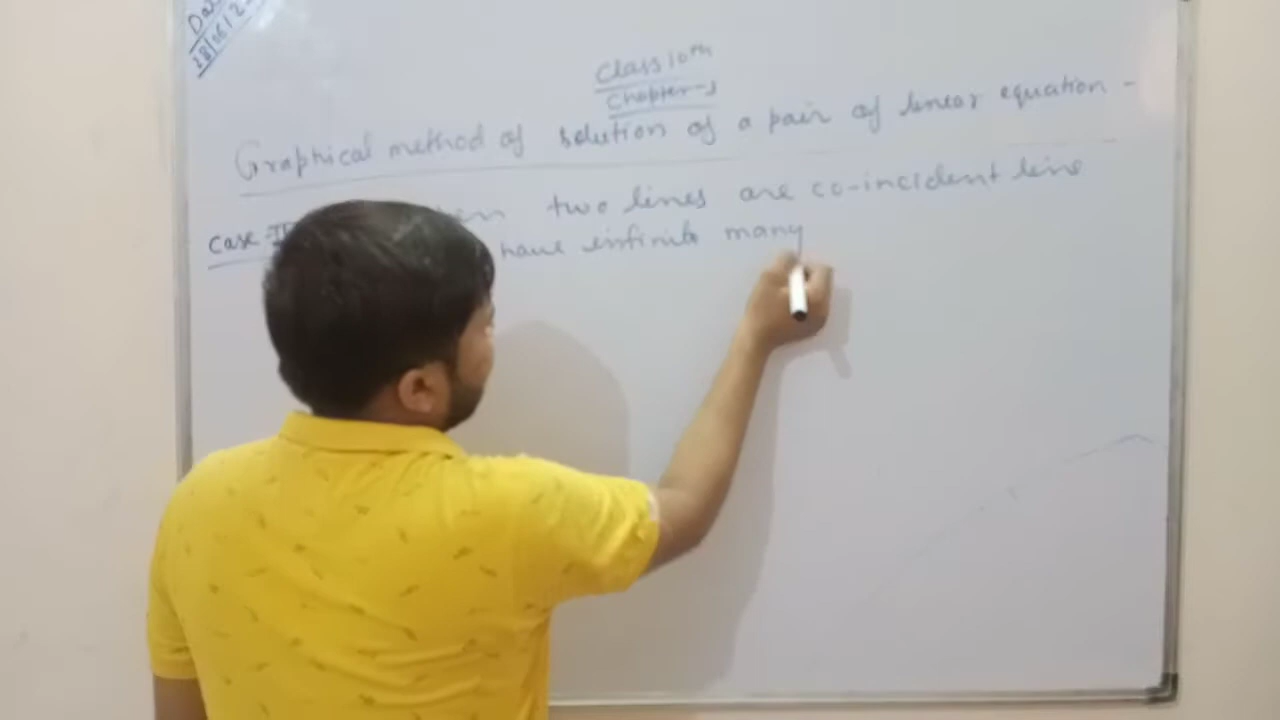 Class 10th
Chapter-3
Graphical method of solution of a pair of linear equation -
Case-II two lines are co-incident line
have infinite many